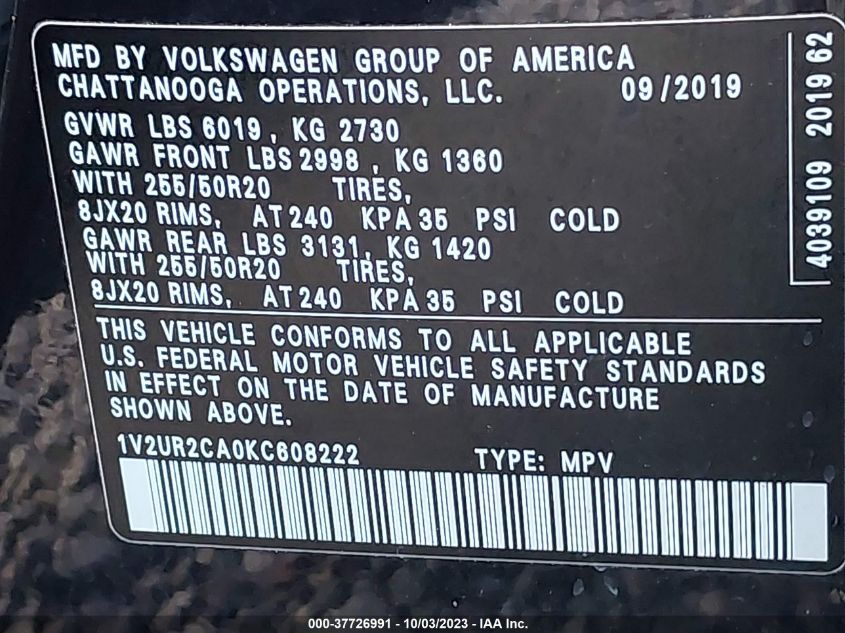 MFD BY VOLKSWAGEN GROUP OF AMERICA
CHATTANOOGA OPERATIONS, LLC. 09/2019
GVWR LBS 6019, KG 2730
GAWR FRONT LBS 2998, KG 1360
WITH 255/50R20 TIRES,
8JX20 RIMS, AT 240 KPA 35 PSI COLD
GAWR REAR LBS 3131, KG 1420
WITH 255/50R20 TIRES,
8JX20 RIMS, AT 240 KPA 35 PSI COLD
THIS VEHICLE CONFORMS TO ALL APPLICABLE
U.S. FEDERAL MOTOR VEHICLE SAFETY STANDARDS
IN EFFECT ON THE DATE OF MANUFACTURE
SHOWN ABOVE.
1V2UR2CA0KC608222 TYPE: MPV
4039109 2019 62
000-37726991 - 10/03/2023 - IAA Inc.